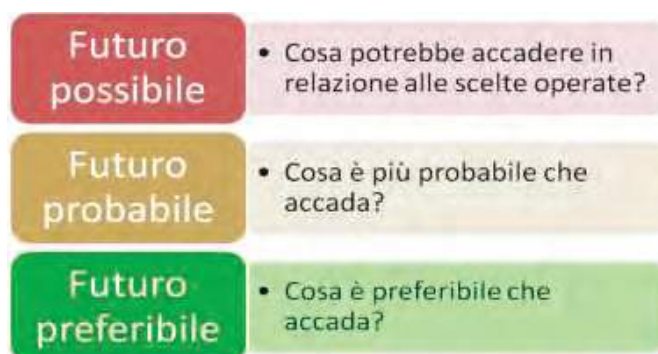 Futuro
possibile
• Cosa potrebbe accadere in
relazione alle scelte operate?
Futuro
probabile
• Cosa è più probabile che
accada?
Futuro
preferibile
• Cosa è preferibile che
accada?